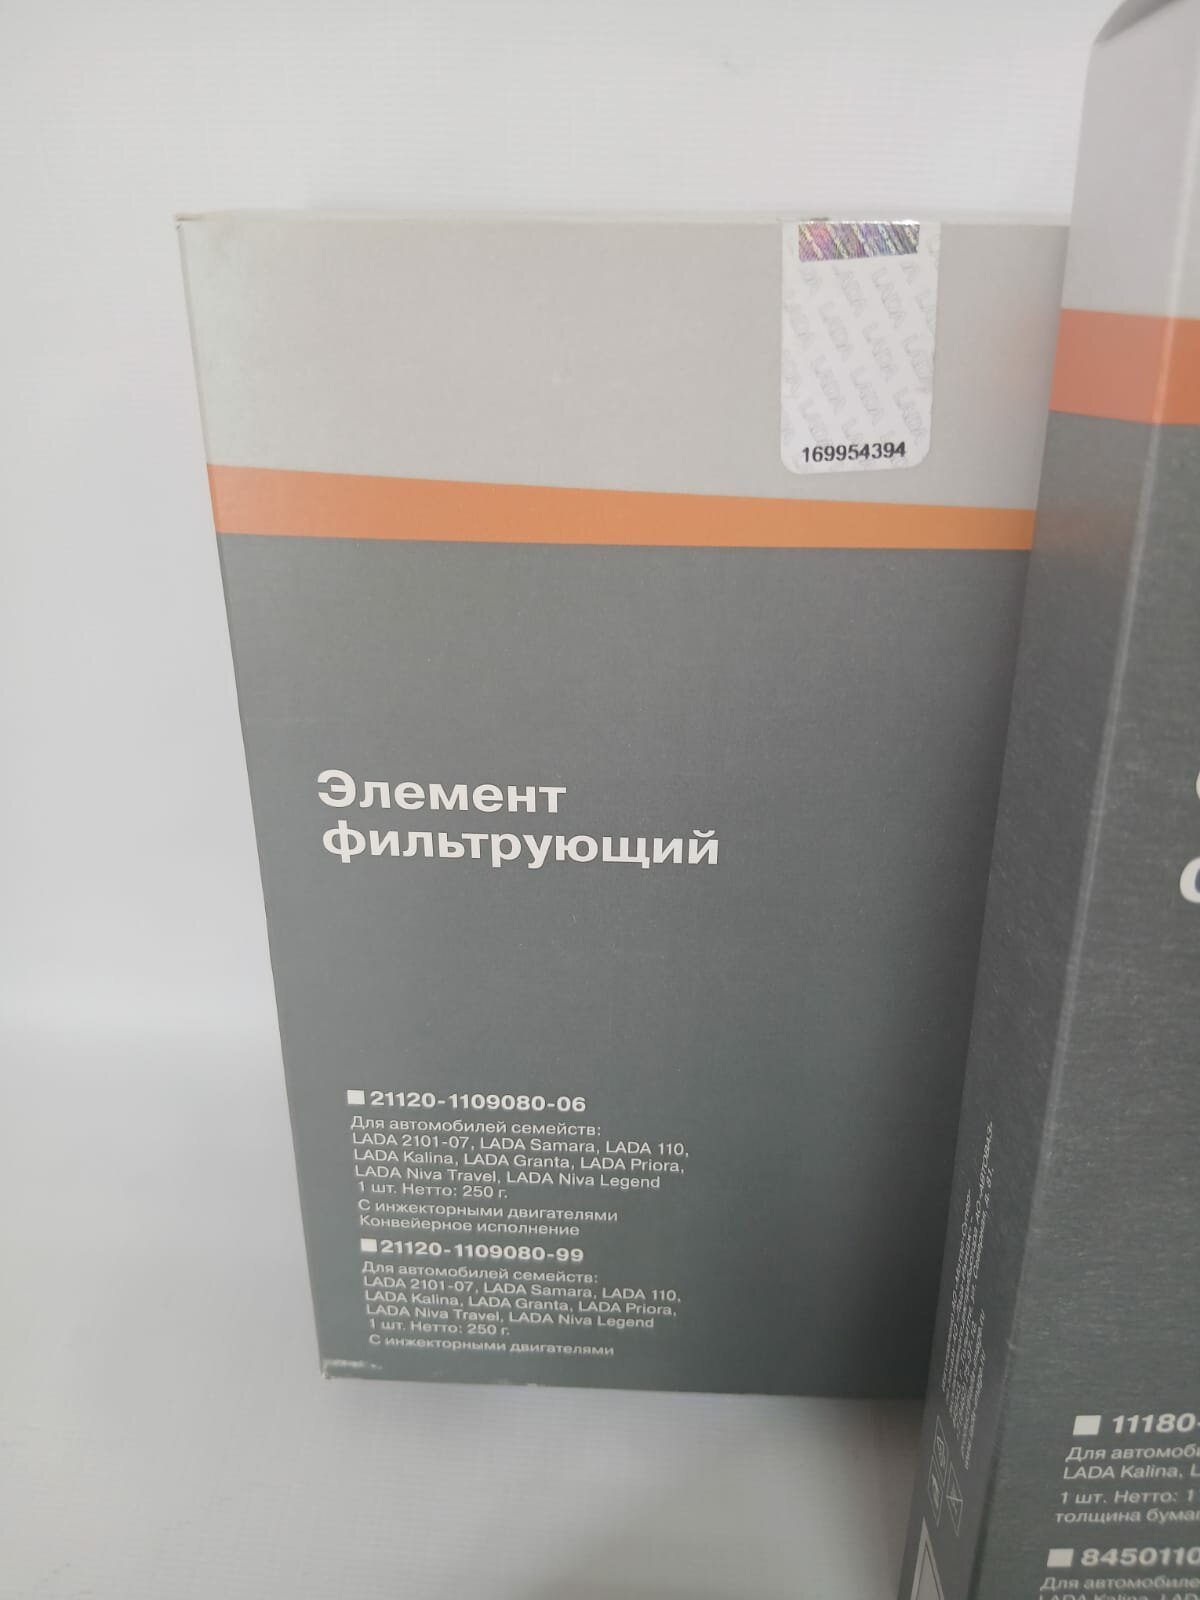 LADA LADA LADA
169954394
Элемент
фильтрующий
21120-1109080-06
Для автомобилей семейств:
LADA 2101-07, LADA Samara, LADA 110,
LADA Kalina, LADA Granta, LADA Priora,
LADA Niva Travel, LADA Niva Legend
1 шт. Нетто: 250 г.
С инжекторными двигателями
Конвейерное исполнение
21120-1109080-99
Для автомобилей семейств:
LADA 2101-07, LADA Samara, LADA 110,
LADA Kalina, LADA Granta, LADA Priora,
LADA Niva Travel, LADA Niva Legend
1 шт. Нетто: 250 г.
С инжекторными двигателями
11180-
Для автомоби
LADA Kalina, L
1 шт. Нетто: 1
толщина бума
8450110
Для автомобиле